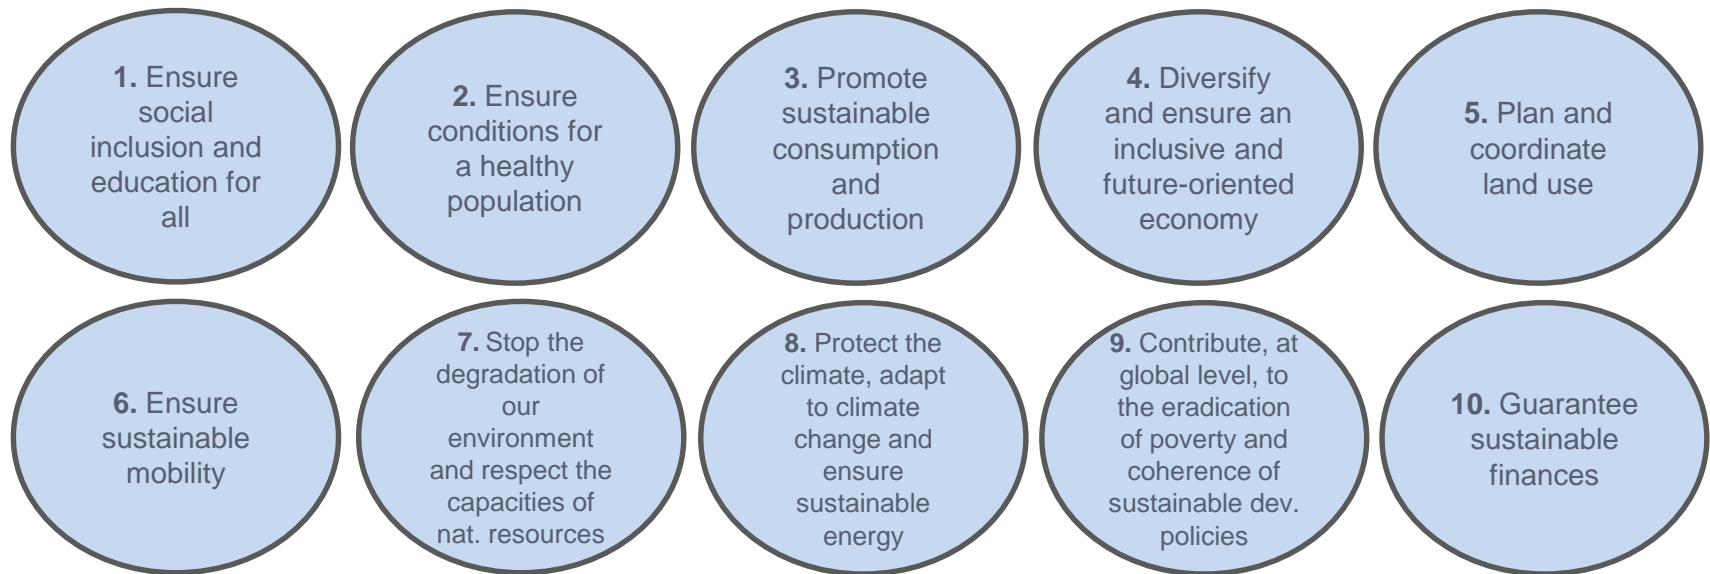 1. Ensure
social
inclusion and
education for
all
2. Ensure
conditions for
a healthy
population
3. Promote
sustainable
consumption
and
production
4. Diversify
and ensure an
inclusive and
future-oriented
economy
5. Plan and
coordinate
land use
6. Ensure
sustainable
mobility
7. Stop the
degradation of
our
environment
and respect the
capacities of
nat. resources
8. Protect the
climate, adapt
to climate
change and
ensure
sustainable
energy
9. Contribute, at
global level, to
the eradication
of poverty and
coherence of
sustainable dev.
policies
10. Guarantee
sustainable
finances